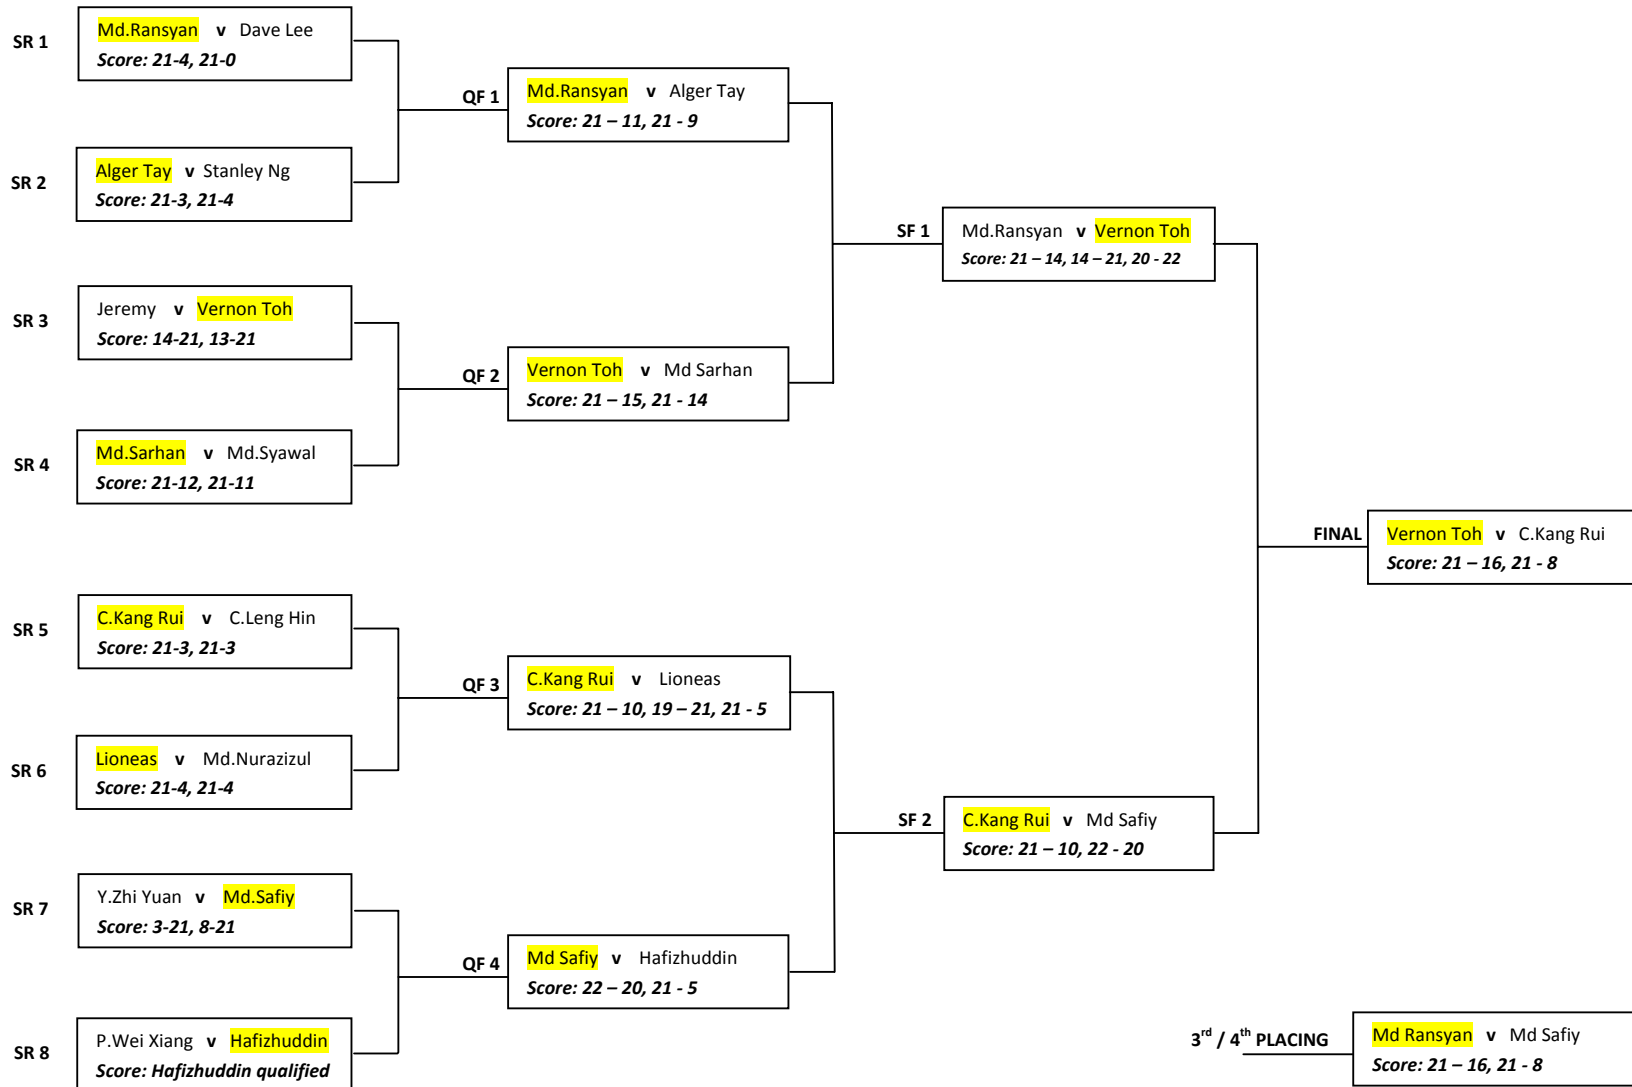 SR 1
Md.Ransyan v Dave Lee
Score: 21-4, 21-0
SR 2
Alger Tay v Stanley Ng
Score: 21-3, 21-4
QF 1
Md.Ransyan v Alger Tay
Score: 21 – 11, 21 - 9
SR 3
Jeremy v Vernon Toh
Score: 14-21, 13-21
SR 4
Md.Sarhan v Md.Syawal
Score: 21-12, 21-11
QF 2
Vernon Toh v Md Sarhan
Score: 21 – 15, 21 - 14
SF 1
Md.Ransyan v Vernon Toh
Score: 21 – 14, 14 – 21, 20 - 22
SR 5
C.Kang Rui v C.Leng Hin
Score: 21-3, 21-3
SR 6
Lioneas v Md.Nurazizul
Score: 21-4, 21-4
QF 3
C.Kang Rui v Lioneas
Score: 21 – 10, 19 – 21, 21 - 5
SR 7
Y.Zhi Yuan v Md.Safiy
Score: 3-21, 8-21
SR 8
P.Wei Xiang v Hafizhuddin
Score: Hafizhuddin qualified
QF 4
Md Safiy v Hafizhuddin
Score: 22 – 20, 21 - 5
SF 2
C.Kang Rui v Md Safiy
Score: 21 – 10, 22 - 20
FINAL
Vernon Toh v C.Kang Rui
Score: 21 – 16, 21 - 8
3rd / 4th PLACING
Md Ransyan v Md Safiy
Score: 21 – 16, 21 - 8